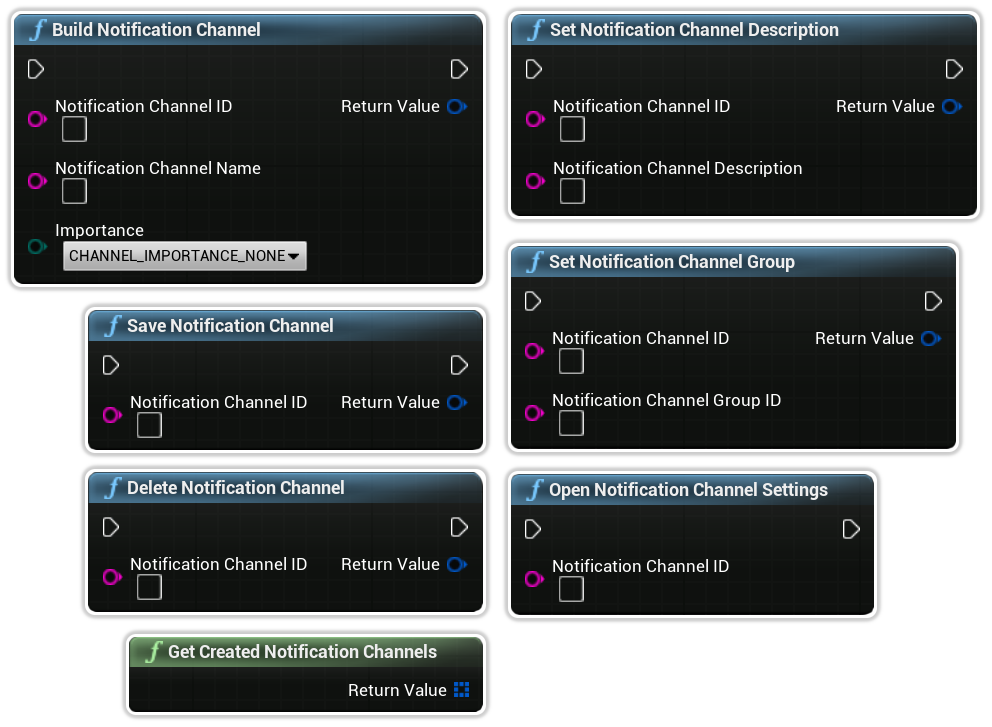 f Build Notification Channel
Notification Channel ID Return Value
Notification Channel Name
Importance
CHANNEL_IMPORTANCE_NONE
f Save Notification Channel
Notification Channel ID Return Value
f Delete Notification Channel
Notification Channel ID Return Value
f Get Created Notification Channels
Return Value
f Set Notification Channel Description
Notification Channel ID Return Value
Notification Channel Description
f Set Notification Channel Group
Notification Channel ID Return Value
Notification Channel Group ID
f Open Notification Channel Settings
Notification Channel ID